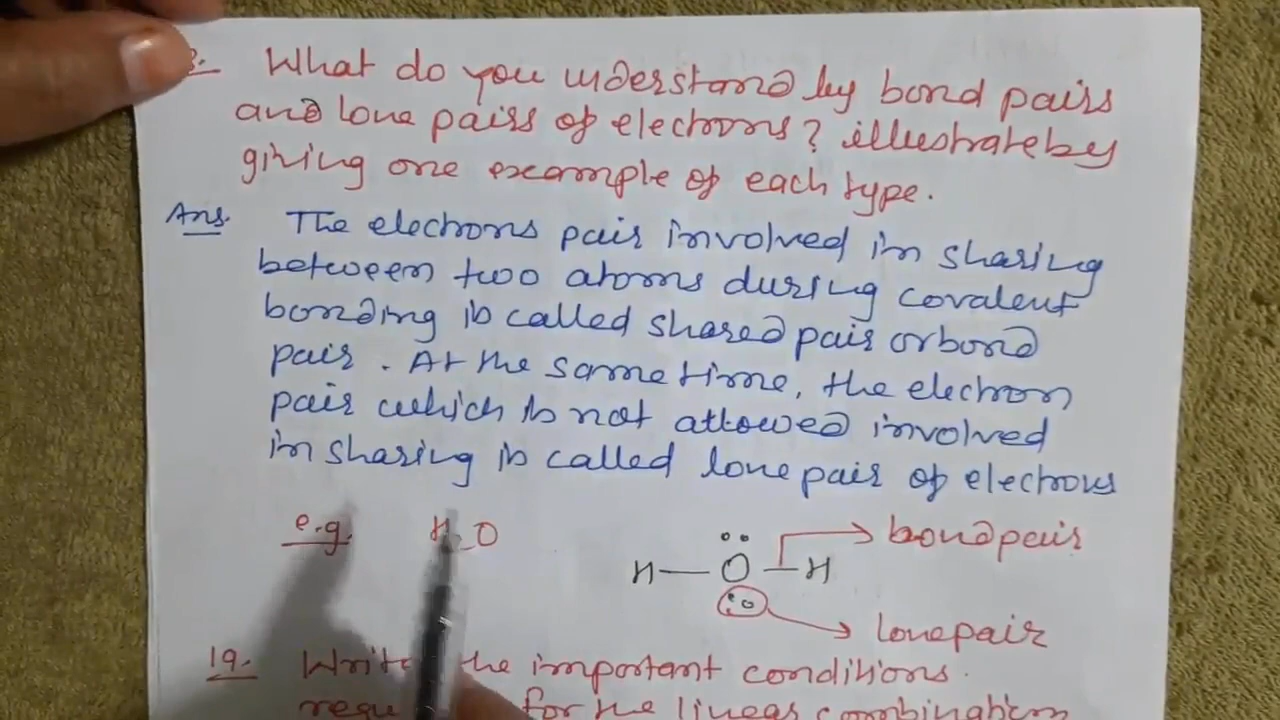 8. What do you understand by bond pairs
and lone pairs of electrons? illustrate by
giving one example of each type.
Ans. The electrons pair involved in sharing
between two atoms during covalent
bonding is called shared pair or bond
pair. At the same time, the electron
pair which is not allowed involved
in sharing is called lone pair of electrons
e.g. H2O
bond pair
H—O—H
lone pair
19. Write the important conditions
for the linear combination